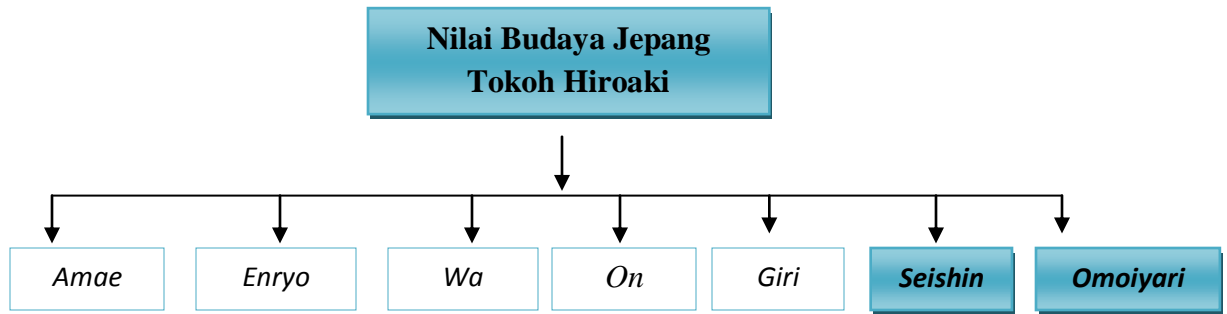 Nilai Budaya Jepang
Tokoh Hiroaki
Amae
Enryo
Wa
On
Giri
Seishin
Omoiyari